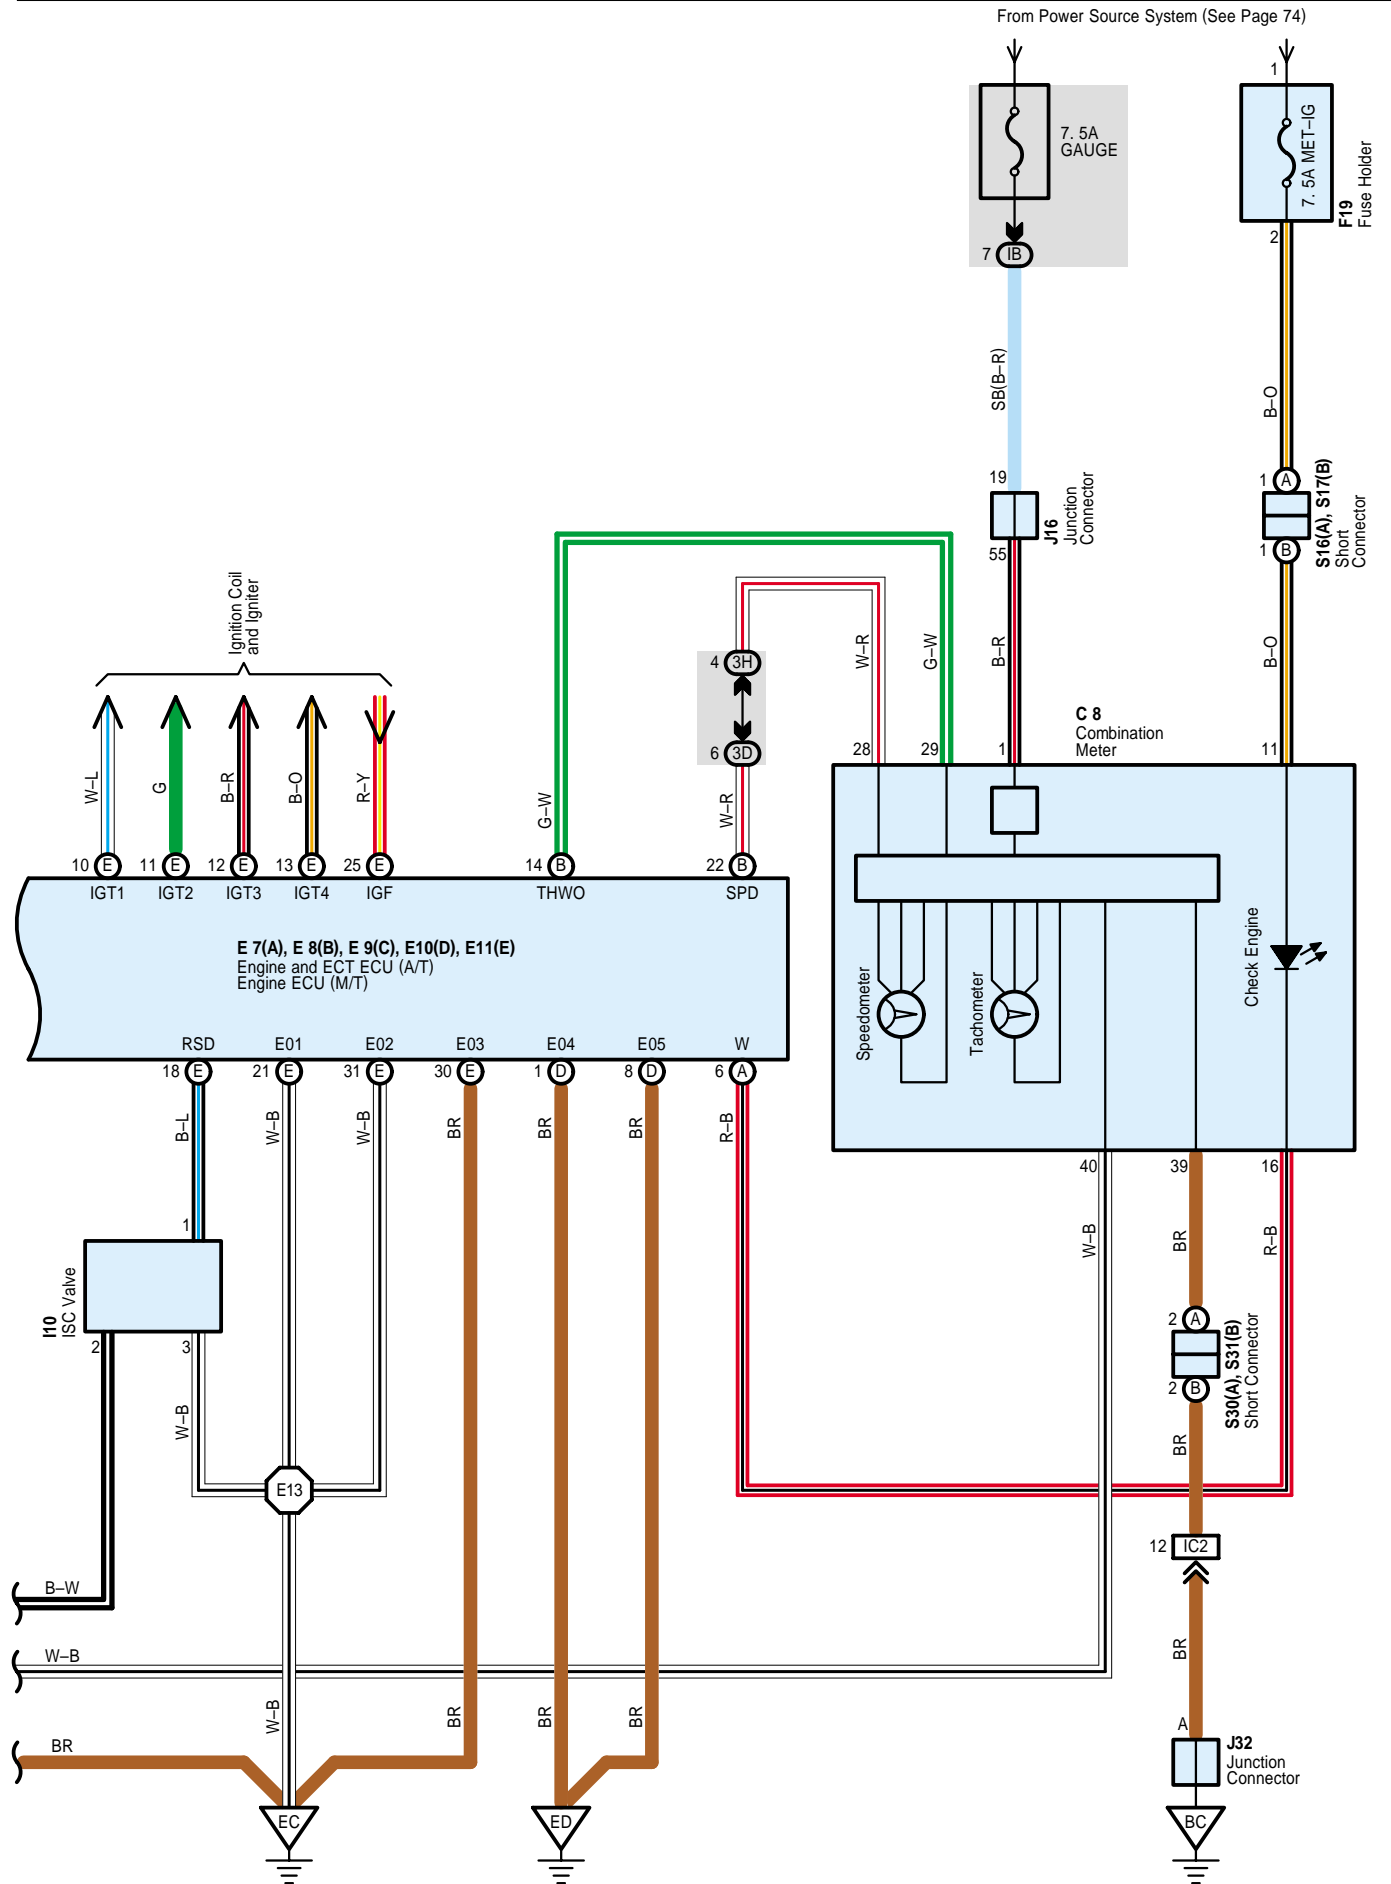 From Power Source System (See Page 74)
1
7. 5A
GAUGE
7. 5A MET–IG
F19
Fuse Holder
7 IB
2
SB(B–R)
B–O
19
1 A
S16(A), S17(B)
Short
Connector
J16
Junction
Connector
55
1 B
Ignition Coil
and Igniter
4 3H
W–R
G–W
B–R
B–O
6 3D
C 8
Combination
Meter
28
29
1
11
W–L
G
B–R
B–O
R–Y
G–W
W–R
10 E
11 E
12 E
13 E
25 E
14 B
22 B
IGT1
IGT2
IGT3
IGT4
IGF
THWO
SPD
E 7(A), E 8(B), E 9(C), E10(D), E11(E)
Engine and ECT ECU (A/T)
Engine ECU (M/T)
Speedometer
Tachometer
Check Engine
RSD
E01
E02
E03
E04
E05
W
18 E
21 E
31 E
30 E
1 D
8 D
6 A
B–L
W–B
W–B
BR
BR
BR
R–B
40
39
16
1
W–B
BR
R–B
I10
ISC Valve
2
3
2 A
2 B
S30(A), S31(B)
Short Connector
W–B
BR
E13
12 IC2
B–W
W–B
BR
W–B
BR
BR
BR
BR
A
J32
Junction
Connector
EC
ED
BC